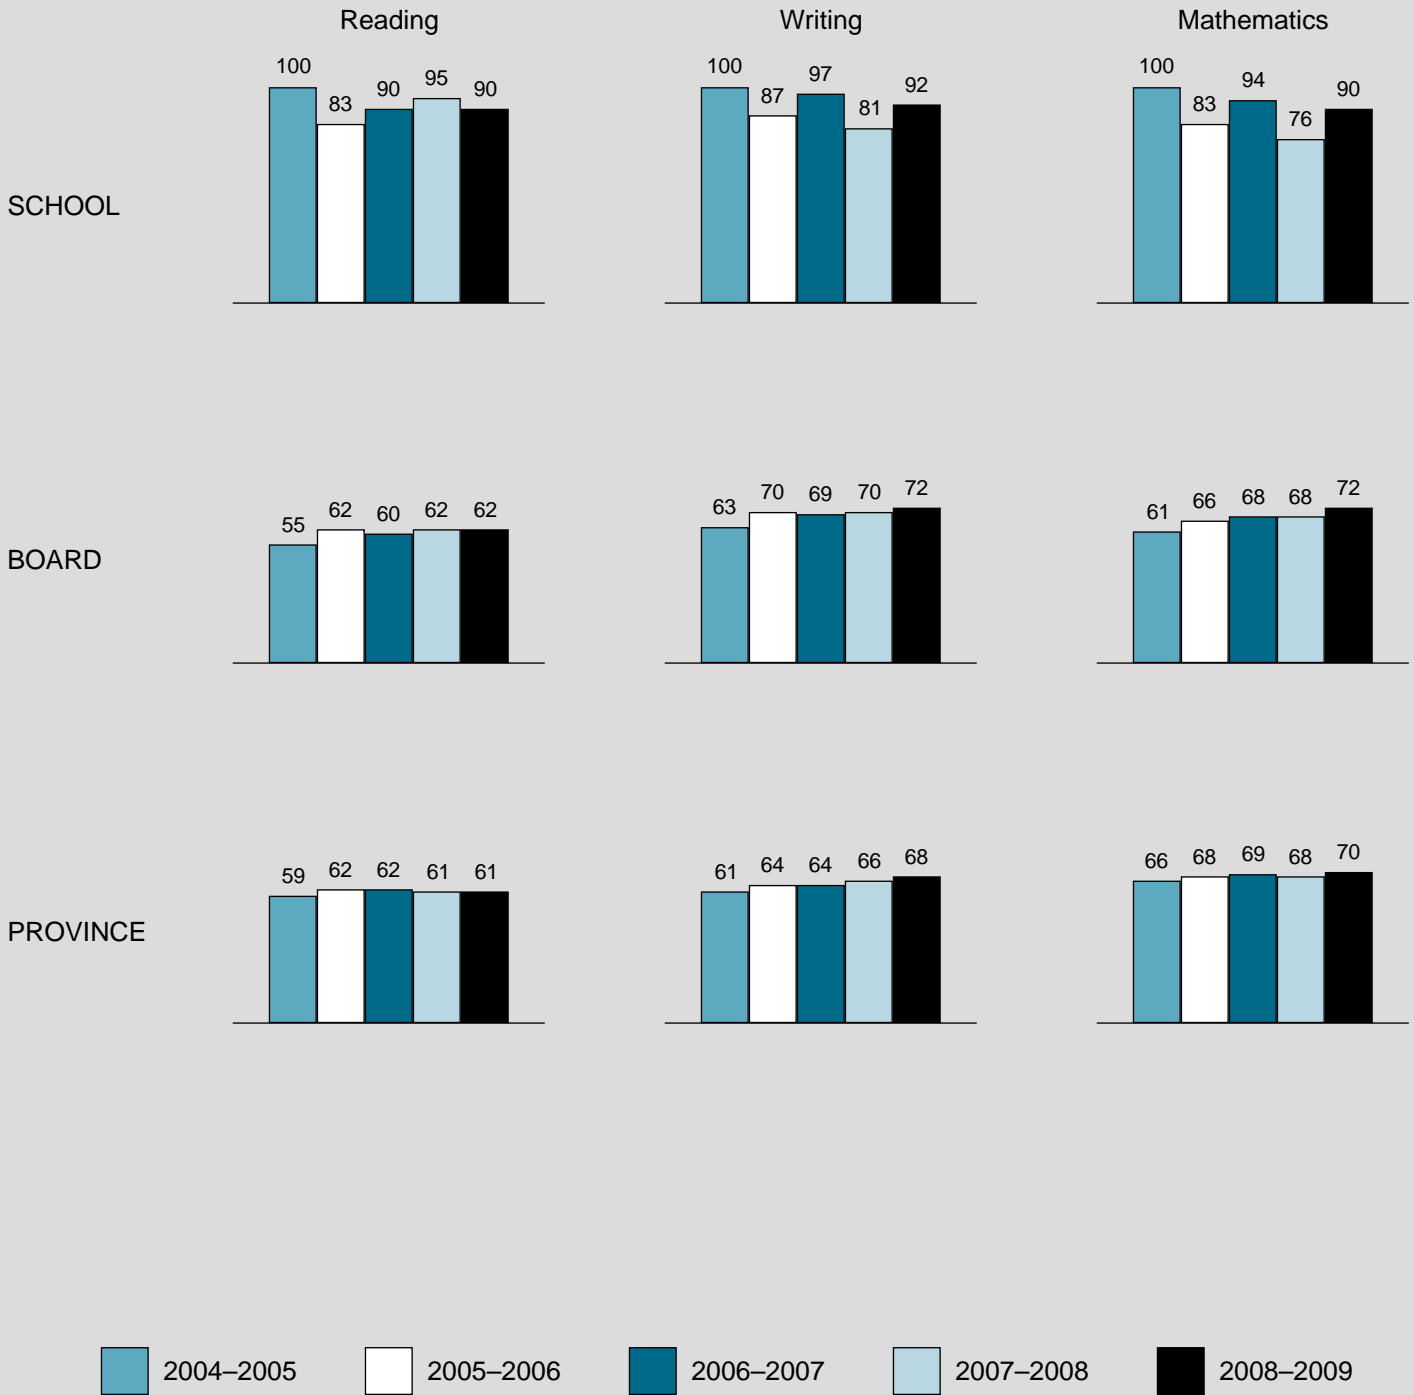 Reading Writing Mathematics
100 83 90 95 90 100 87 97 81 92 100 83 94 76 90
SCHOOL
55 62 60 62 62 63 70 69 70 72 61 66 68 68 72
BOARD
59 62 62 61 61 61 64 64 66 68 66 68 69 68 70
PROVINCE
2004–2005 2005–2006 2006–2007 2007–2008 2008–2009